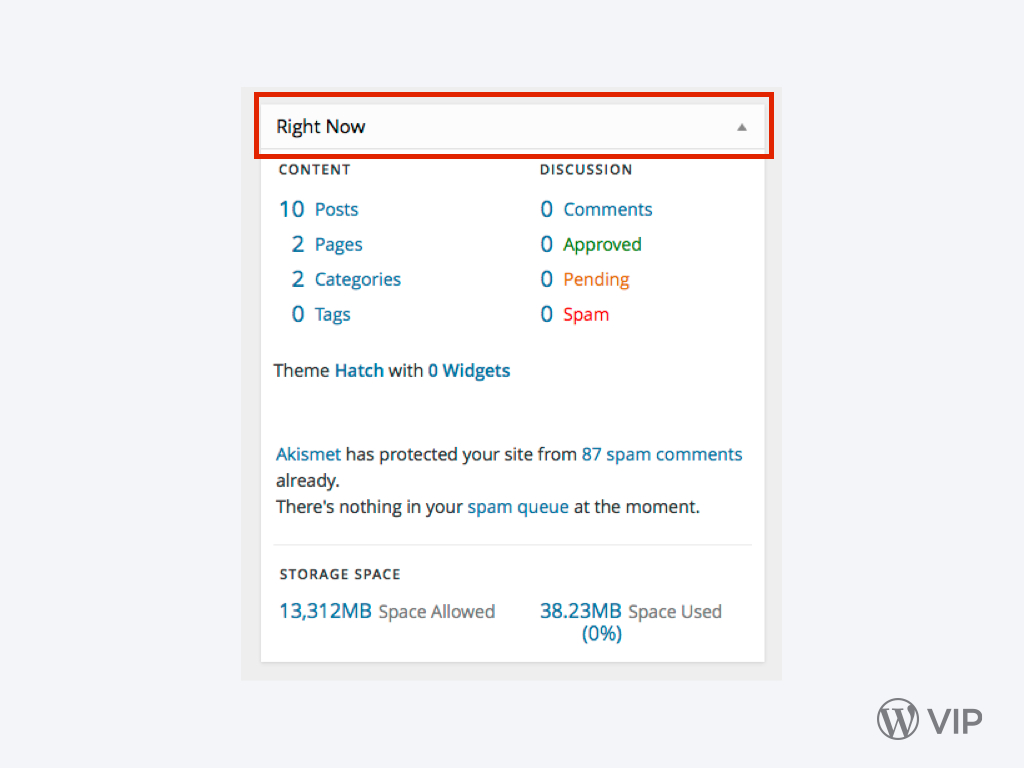 Right Now
CONTENT
10 Posts
2 Pages
2 Categories
0 Tags
DISCUSSION
0 Comments
0 Approved
0 Pending
0 Spam
Theme Hatch with 0 Widgets
Akismet has protected your site from 87 spam comments
already.
There's nothing in your spam queue at the moment.
STORAGE SPACE
13,312MB Space Allowed
38.23MB Space Used
(0%)
VIP